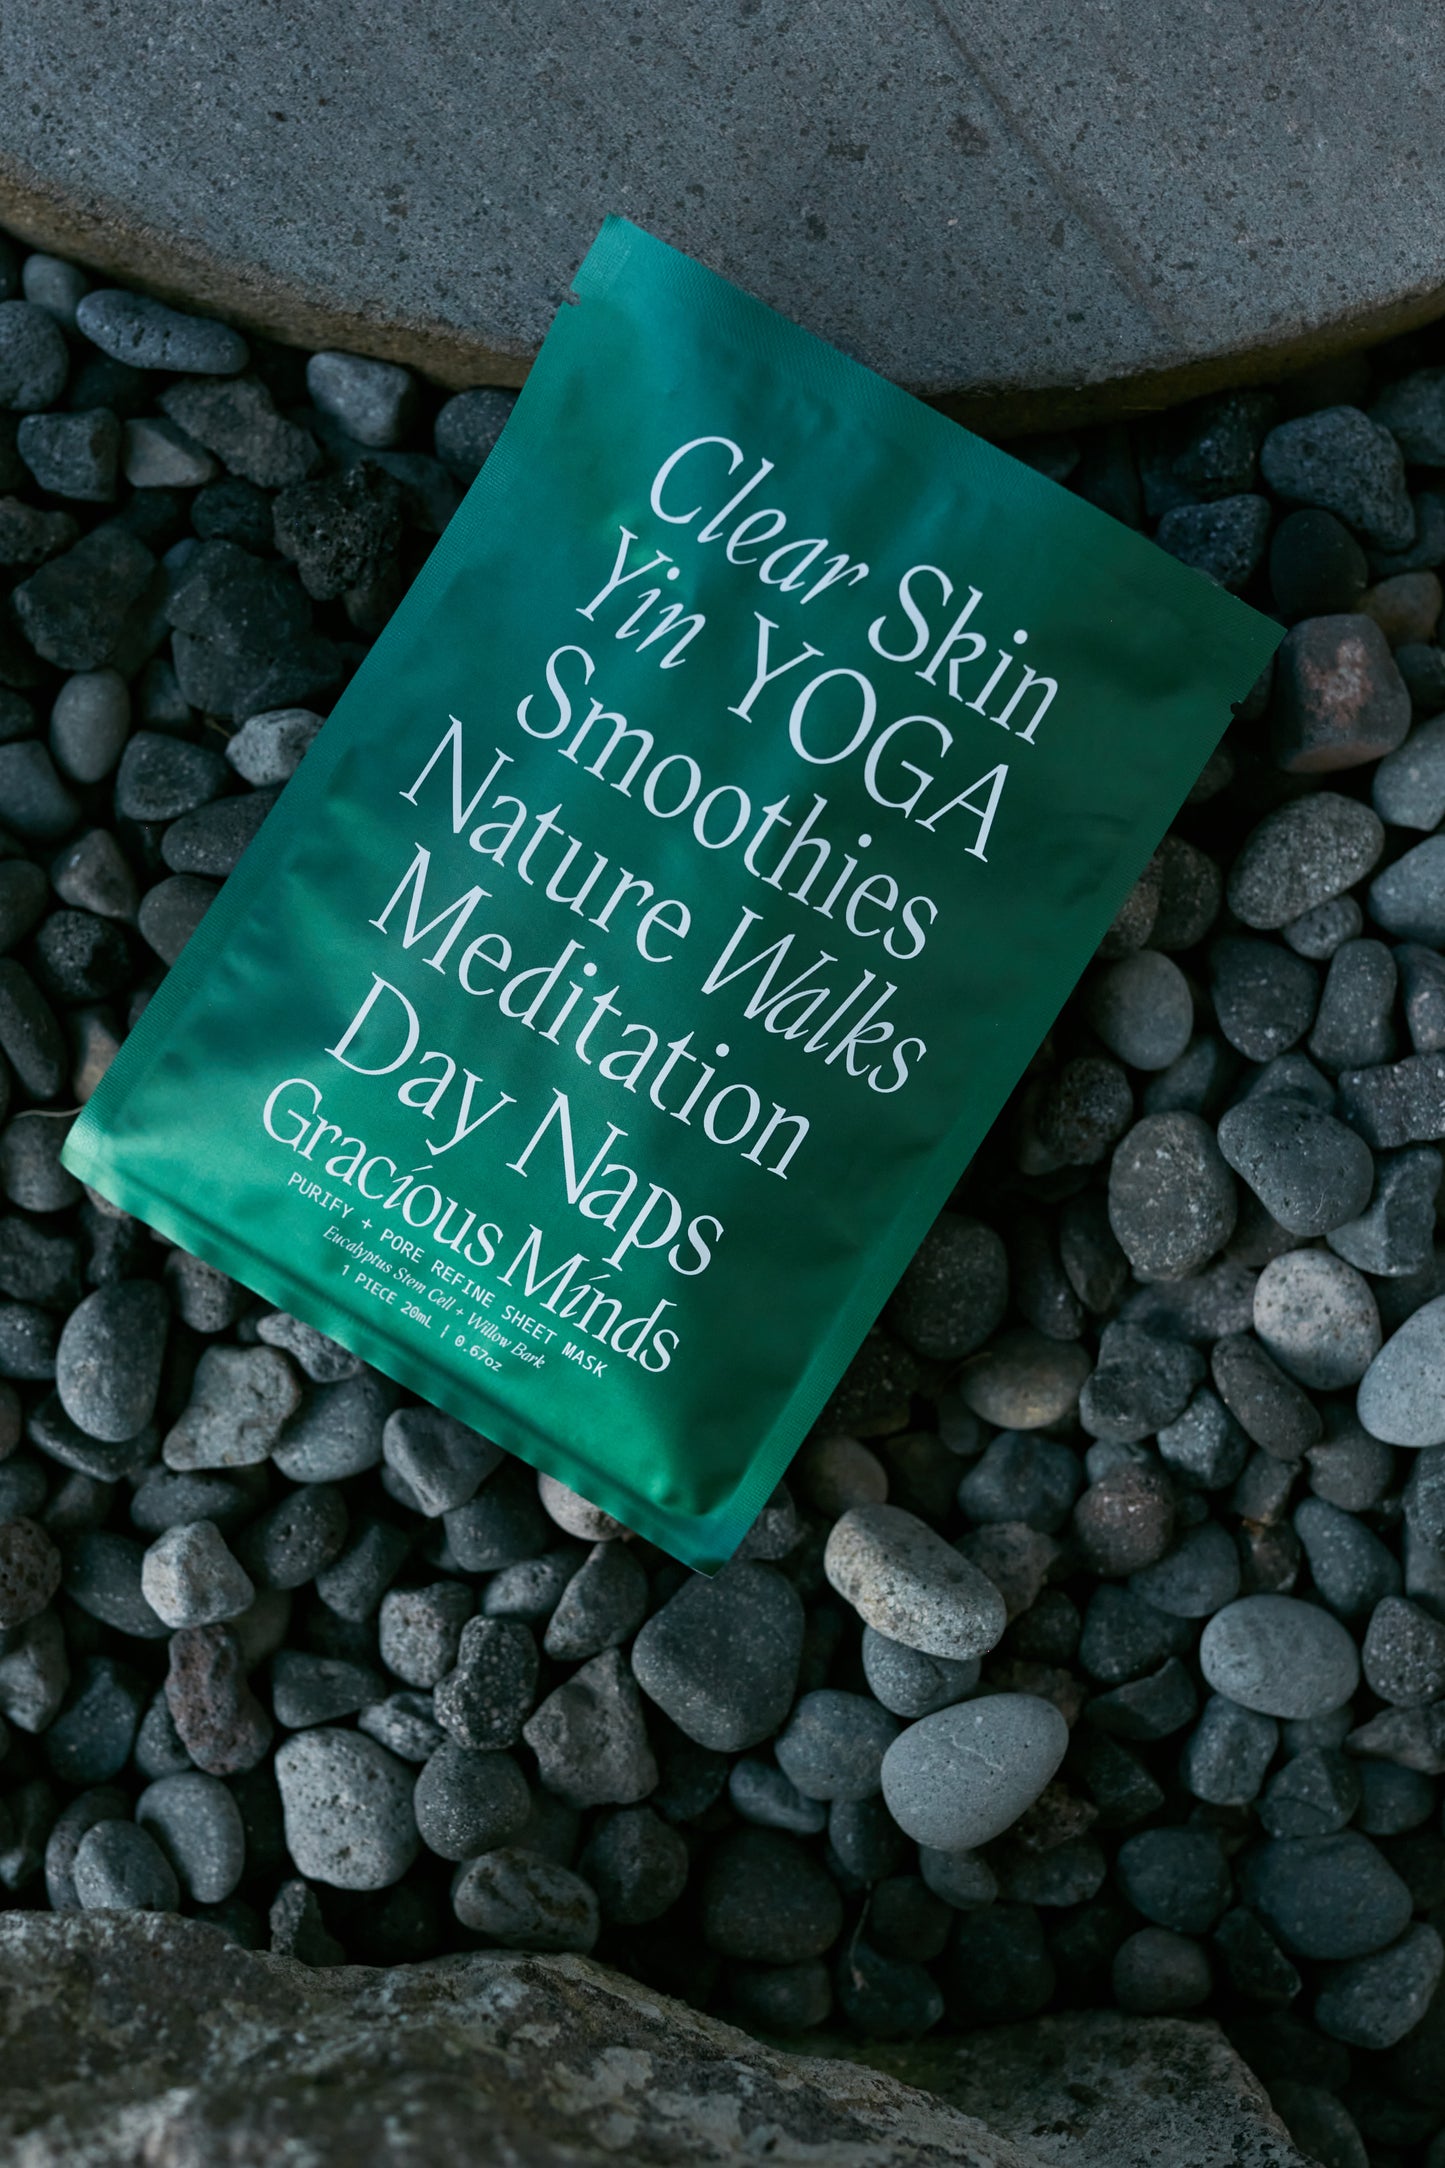 Clear Skin
Yin YOGA
Smoothies
Nature Walks
Meditation
Day Naps
Gracious Minds
PURIFY + PORE REFINE SHEET MASK
Eucalyptus Stem Cell + Willow Bark
1 PIECE 20mL | 0.67oz